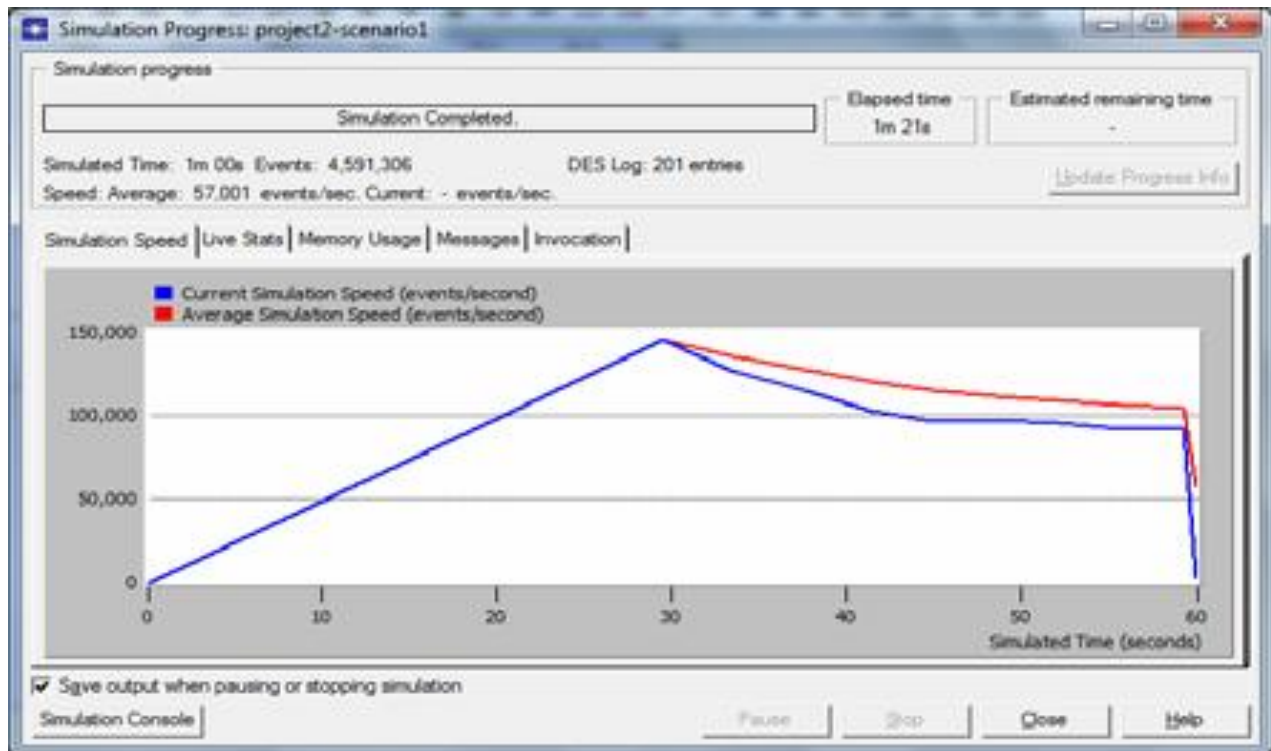 Simulation Progress: project2-scenario1
Simulation progress
Simulation Completed.
Elapsed time
1m 21s
Estimated remaining time
-
Simulated Time: 1m 00s Events: 4,591,306 DES Log: 201 entries
Speed: Average: 57,001 events/sec. Current: - events/sec.
Update Progress Info
Simulation Speed Live Stats Memory Usage Messages Invocation
Current Simulation Speed (events/second)
Average Simulation Speed (events/second)
150,000
100,000
50,000
0
0 10 20 30 40 50 60
Simulated Time (seconds)
Save output when pausing or stopping simulation
Simulation Console Pause Stop Close Help